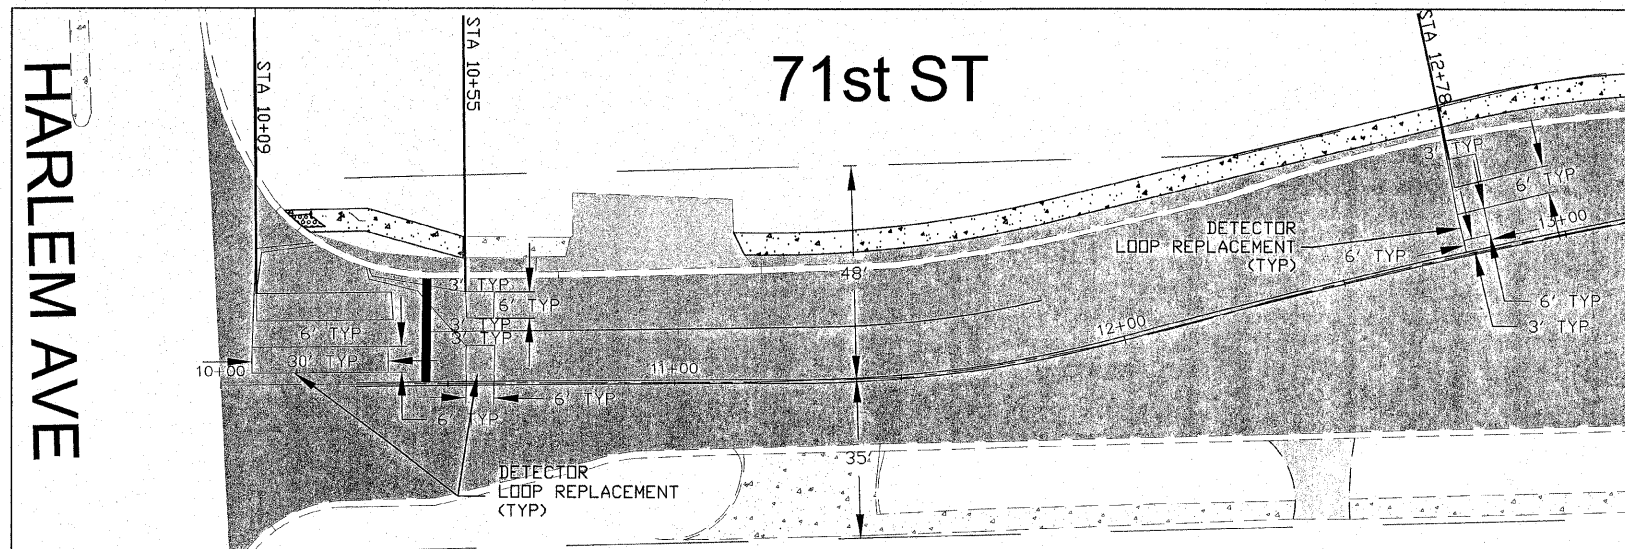 HARLEM AVE
71st ST
STA 10+09
STA 10+55
STA 12+78
3' TYP
6' TYP
3' TYP
3' TYP
6' TYP
30' TYP
10+00
6' TYP
6' TYP
11+00
48'
35'
12+00
DETECTOR
LOOP REPLACEMENT
(TYP)
DETECTOR
LOOP REPLACEMENT
(TYP)
3' TYP
6' TYP
13+00
6' TYP
6' TYP
3' TYP